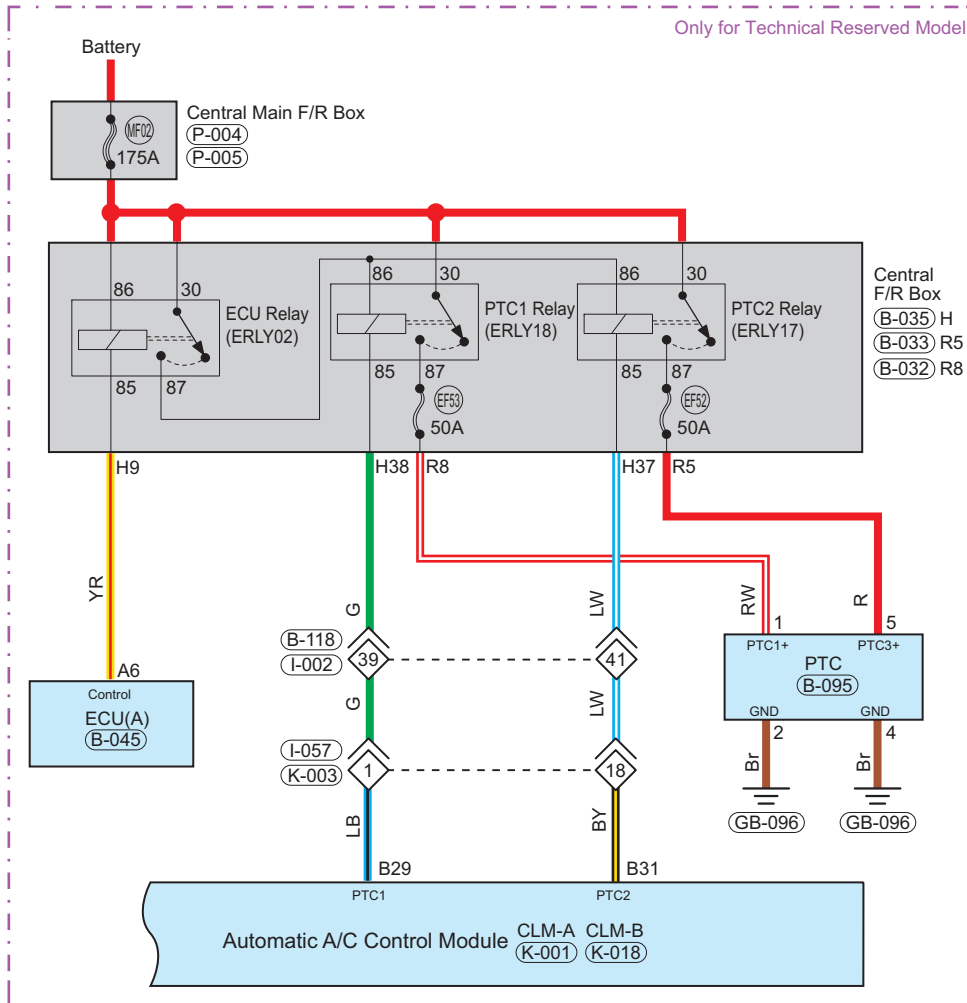 Only for Technical Reserved Model
Battery
Central Main F/R Box
MF02
P-004
175A
P-005
86
30
86
30
86
30
ECU Relay
(ERLY02)
PTC1 Relay
(ERLY18)
PTC2 Relay
(ERLY17)
Central
F/R Box
B-035 H
B-033 R5
B-032 R8
85
87
85
87
85
87
EF53
50A
EF52
50A
H9
H38
R8
H37
R5
YR
G
LW
RW
R
B-118
I-002
39
41
1
5
PTC1+
PTC3+
PTC
B-095
GND
GND
2
4
A6
Control
ECU(A)
B-045
G
LW
Br
Br
I-057
K-003
1
18
GB-096
GB-096
LB
BY
B29
B31
PTC1
PTC2
Automatic A/C Control Module
CLM-A
CLM-B
K-001
K-018